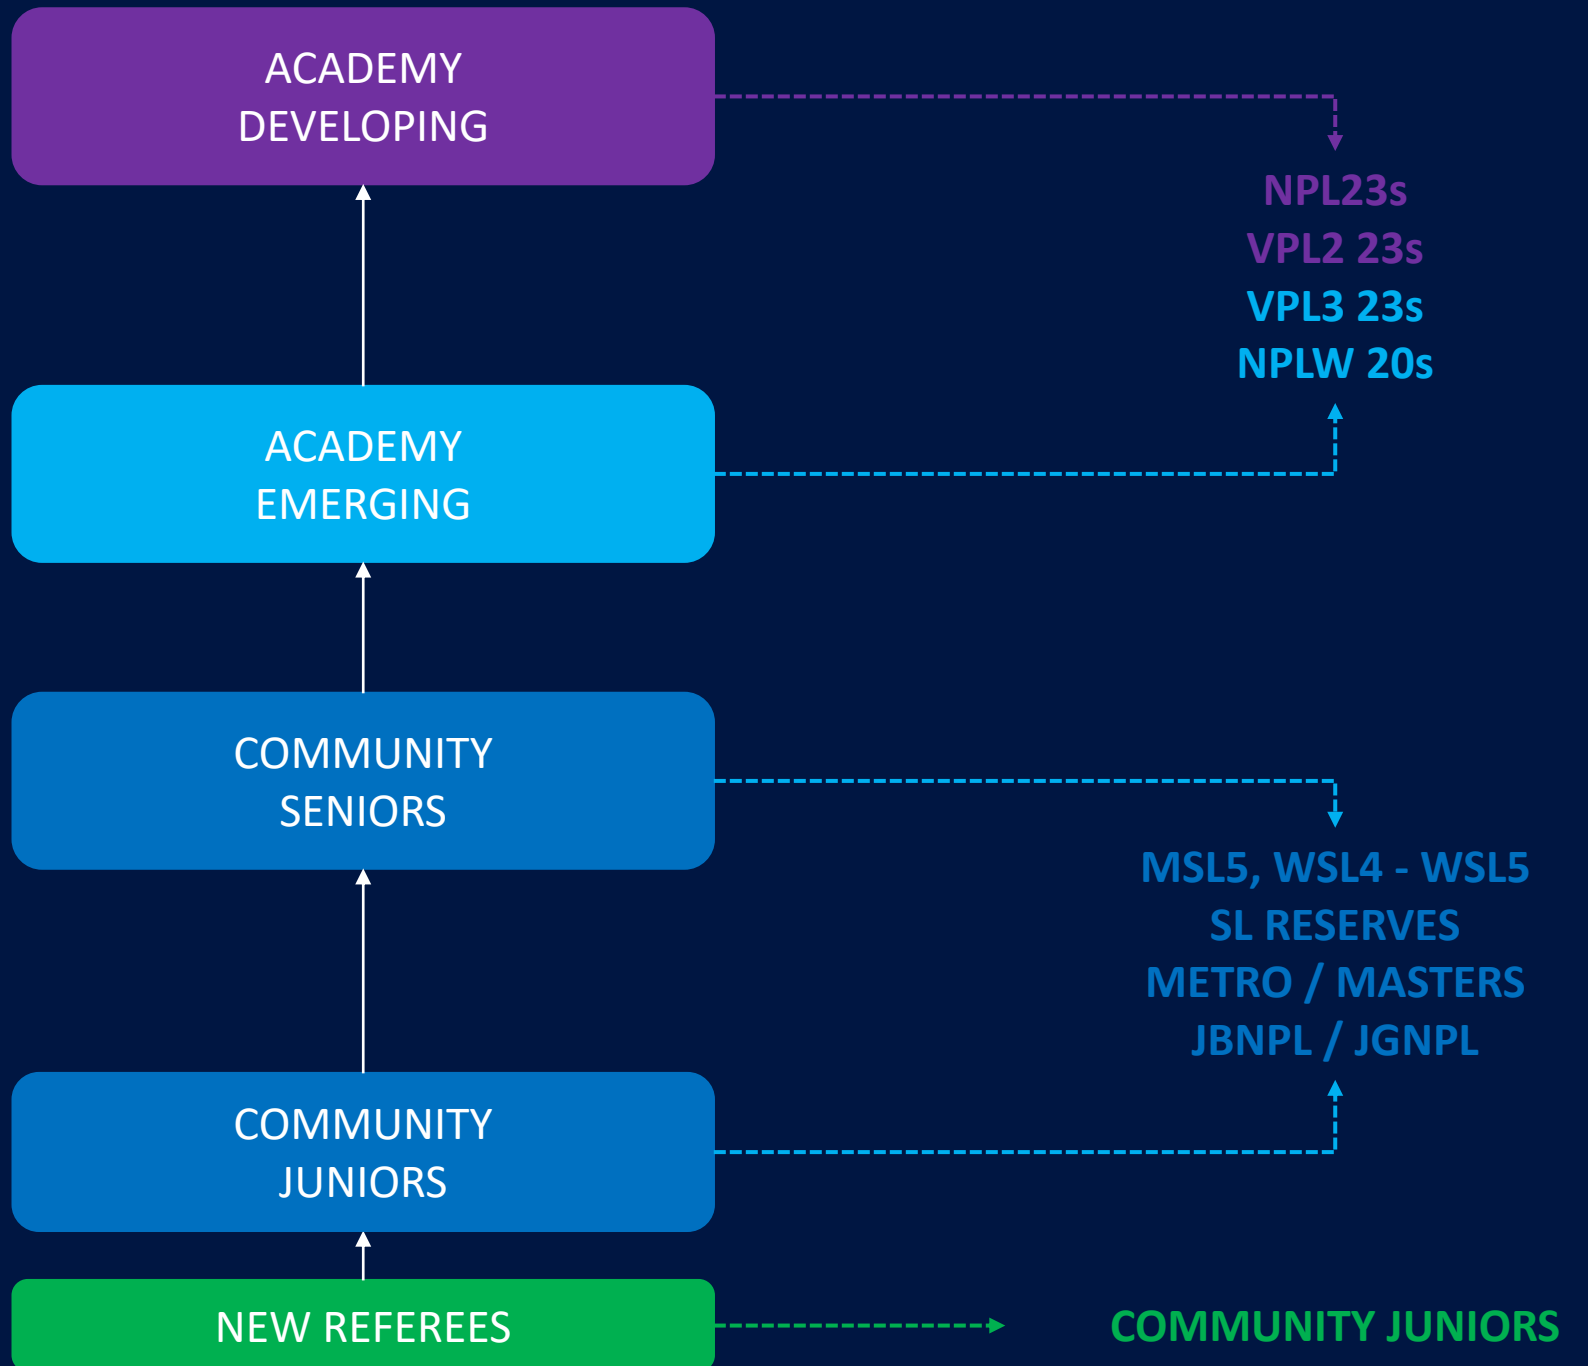 ACADEMY
DEVELOPING
NPL23s
VPL2 23s
VPL3 23s
NPLW 20s
ACADEMY
EMERGING
COMMUNITY
SENIORS
MSL5, WSL4 - WSL5
SL RESERVES
METRO / MASTERS
JBNPL / JGNPL
COMMUNITY
JUNIORS
NEW REFEREES
COMMUNITY JUNIORS